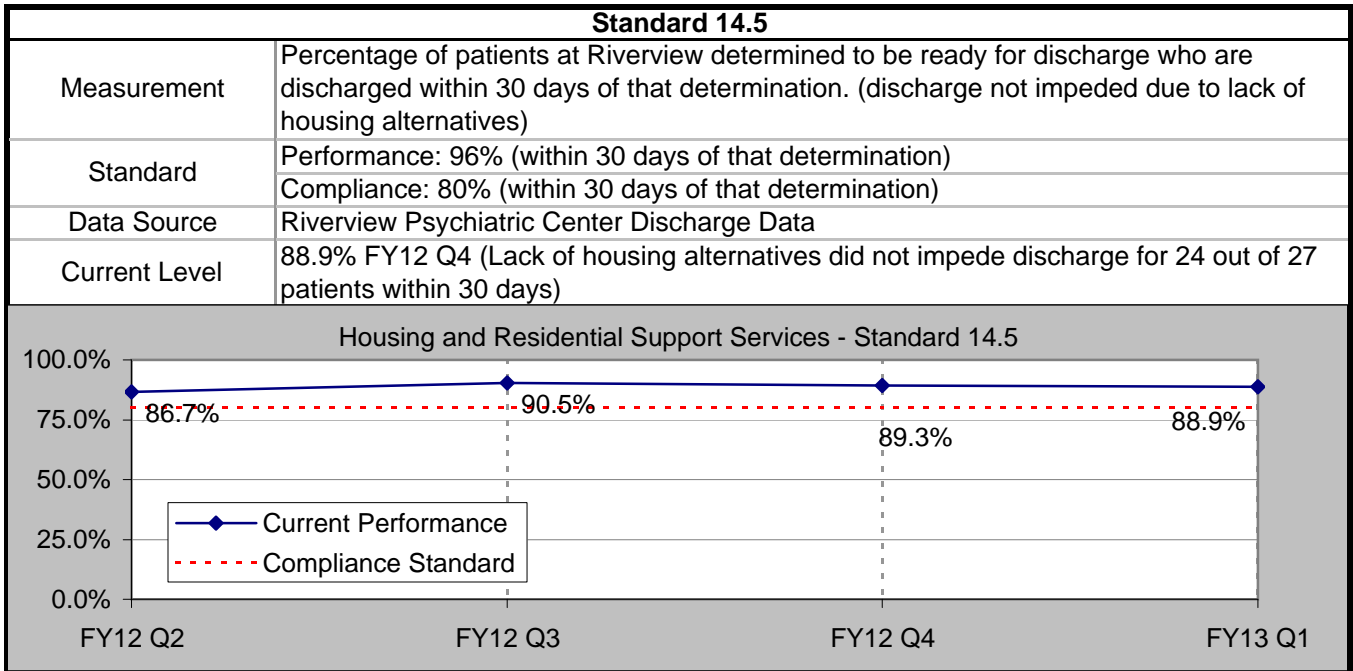 Standard 14.5
Measurement
Percentage of patients at Riverview determined to be ready for discharge who are
discharged within 30 days of that determination. (discharge not impeded due to lack of
housing alternatives)
Standard
Performance: 96% (within 30 days of that determination)
Compliance: 80% (within 30 days of that determination)
Data Source
Riverview Psychiatric Center Discharge Data
Current Level
88.9% FY12 Q4 (Lack of housing alternatives did not impede discharge for 24 out of 27
patients within 30 days)
Housing and Residential Support Services - Standard 14.5
100.0%
75.0%
50.0%
25.0%
0.0%
86.7%
90.5%
89.3%
88.9%
Current Performance
Compliance Standard
FY12 Q2
FY12 Q3
FY12 Q4
FY13 Q1